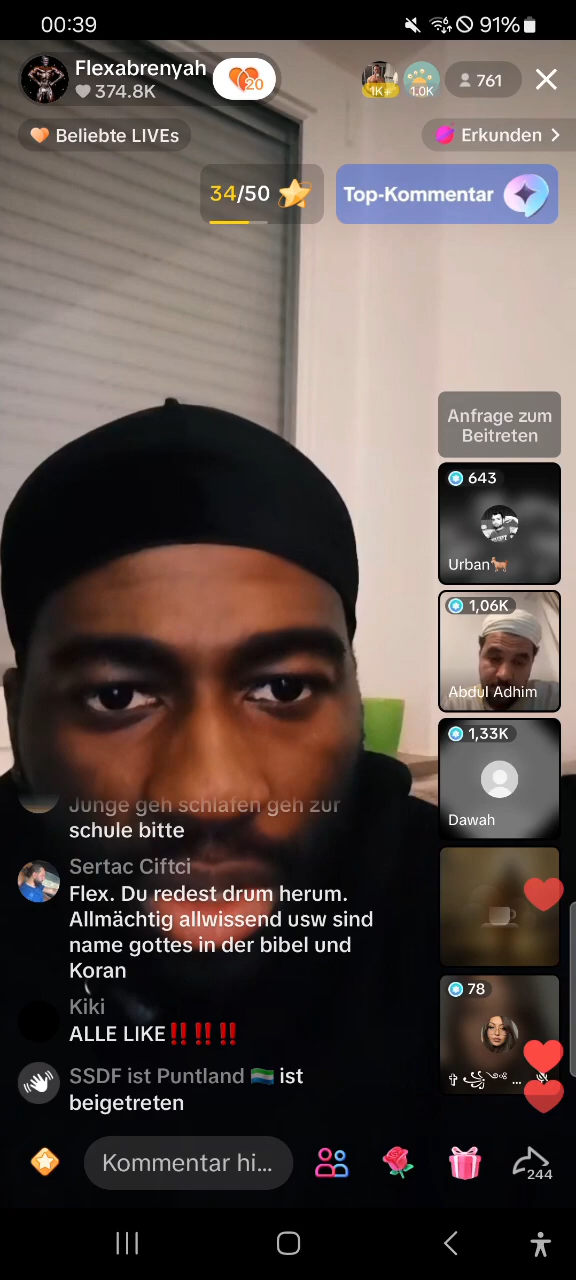 00:39
91%
Flexabrenyah
374.8K
20
1K+
1.0K
761
Beliebte LIVEs
Erkunden
34/50
Top-Kommentar
Anfrage zum
Beitreten
643
Urban
1,06K
Abdul Adhim
1,33K
Dawah
78
...
Junge geh schlafen geh zur
schule bitte
Sertac Ciftci
Flex. Du redest drum herum.
Allmächtig allwissend usw sind
name gottes in der bibel und
Koran
Kiki
ALLE LIKE‼️‼️‼️
SSDF ist Puntland 🇸🇱 ist
beigetreten
Kommentar hi...
244